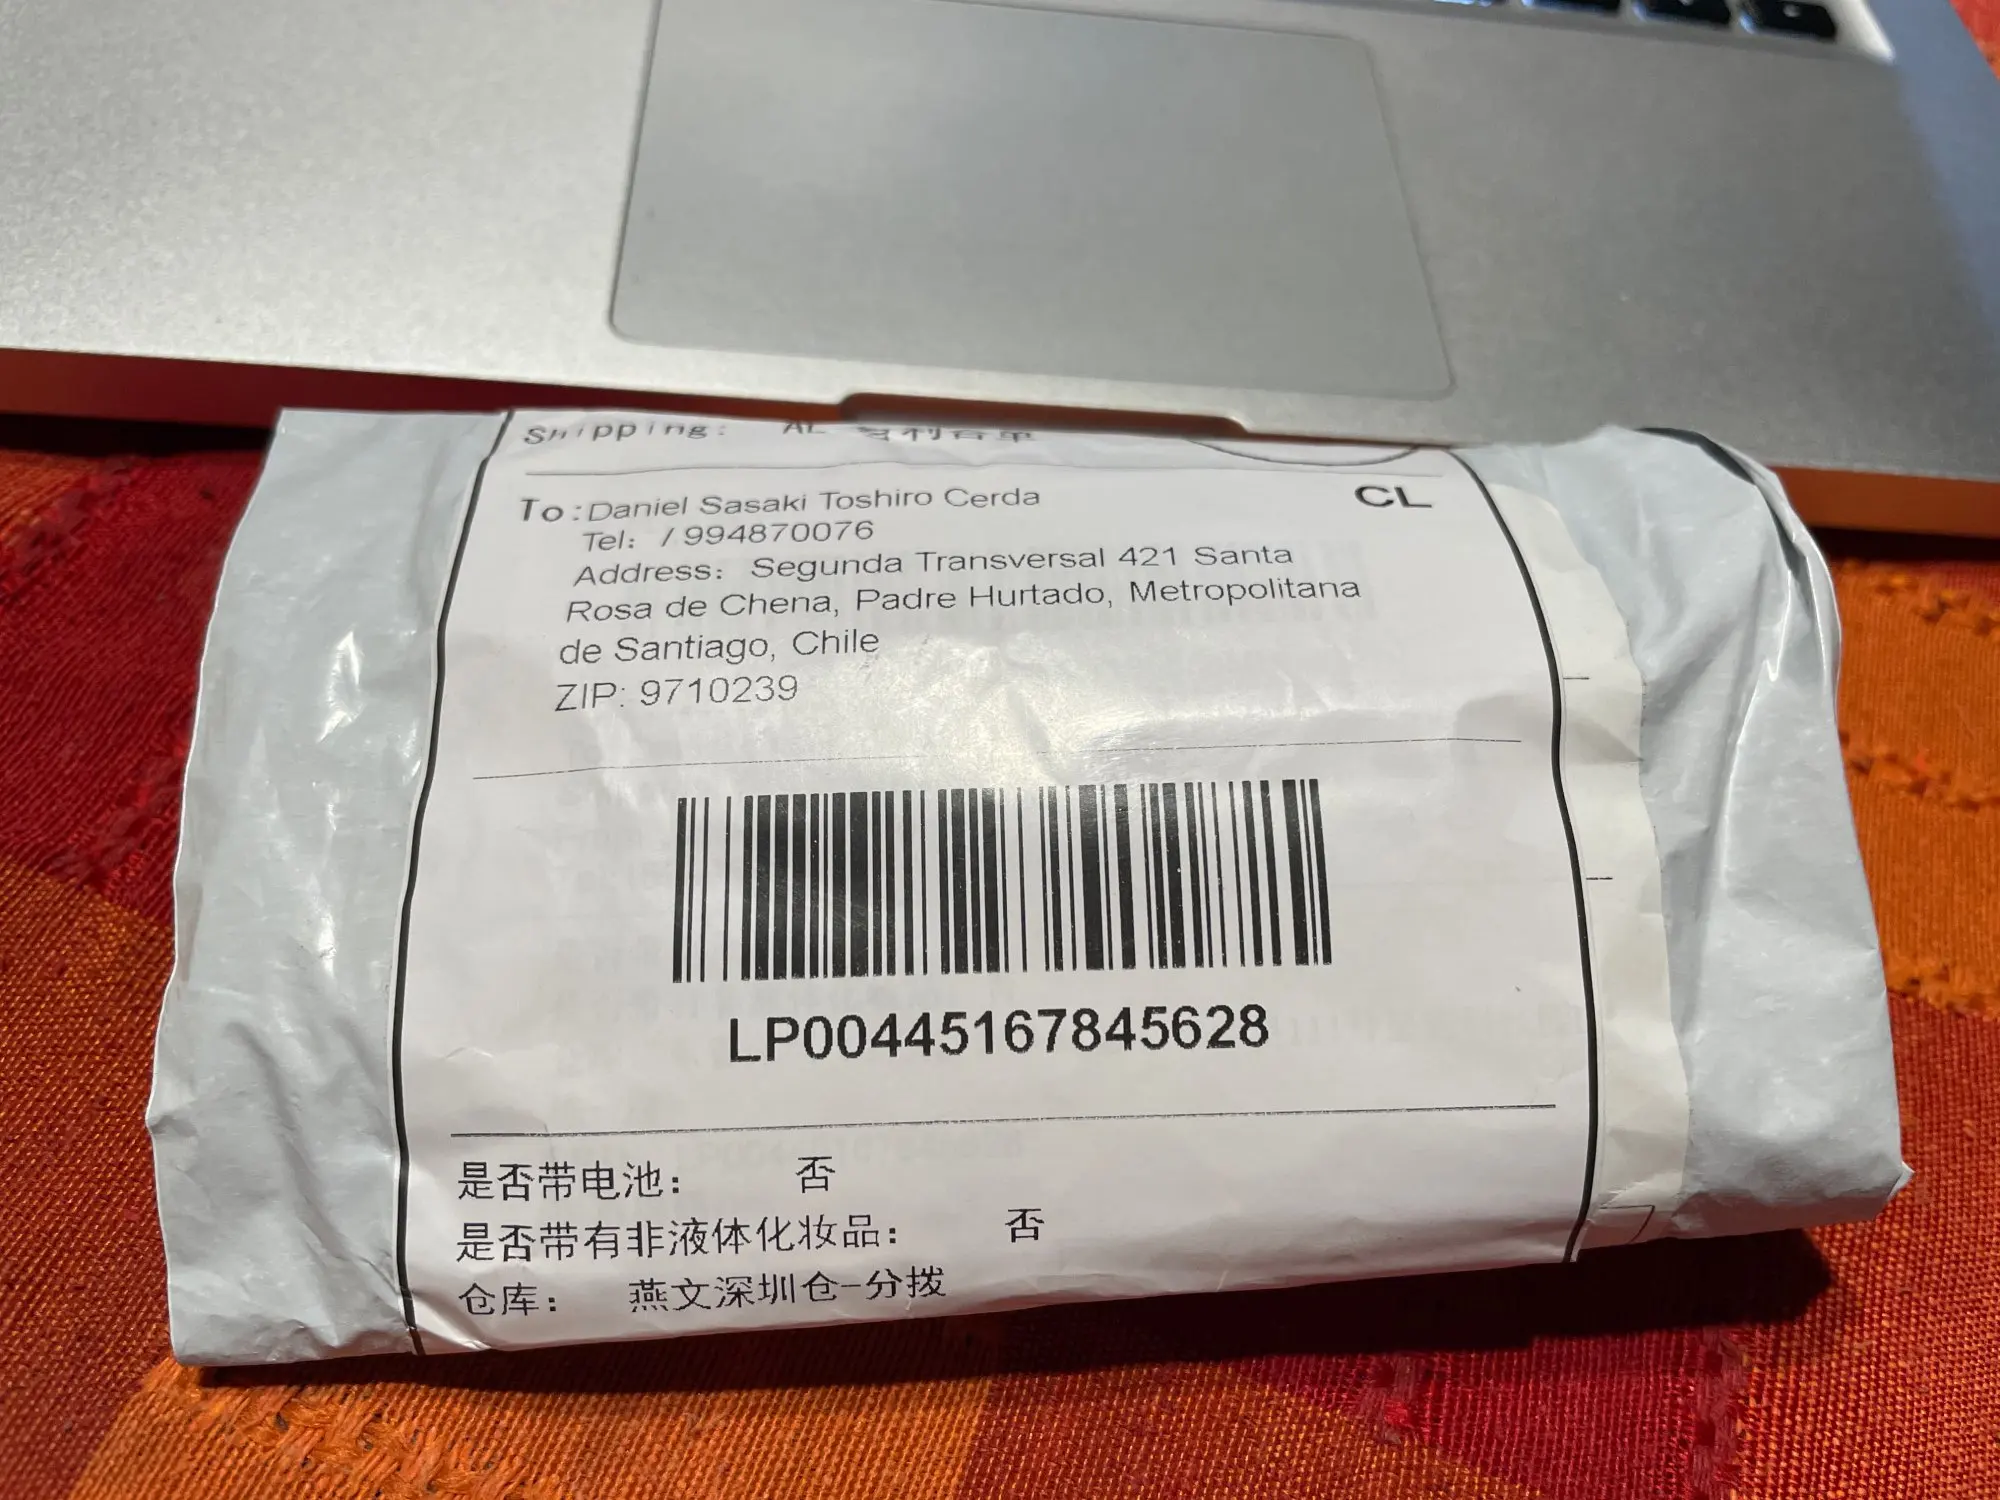 Shipping: AL
To:Daniel Sasaki Toshiro Cerda CL
Tel: / 994870076
Address: Segunda Transversal 421 Santa
Rosa de Chena, Padre Hurtado, Metropolitana
de Santiago, Chile
ZIP: 9710239
LP00445167845628
是否带电池: 否
是否带有非液体化妆品: 否
仓库: 燕文深圳仓-分拨